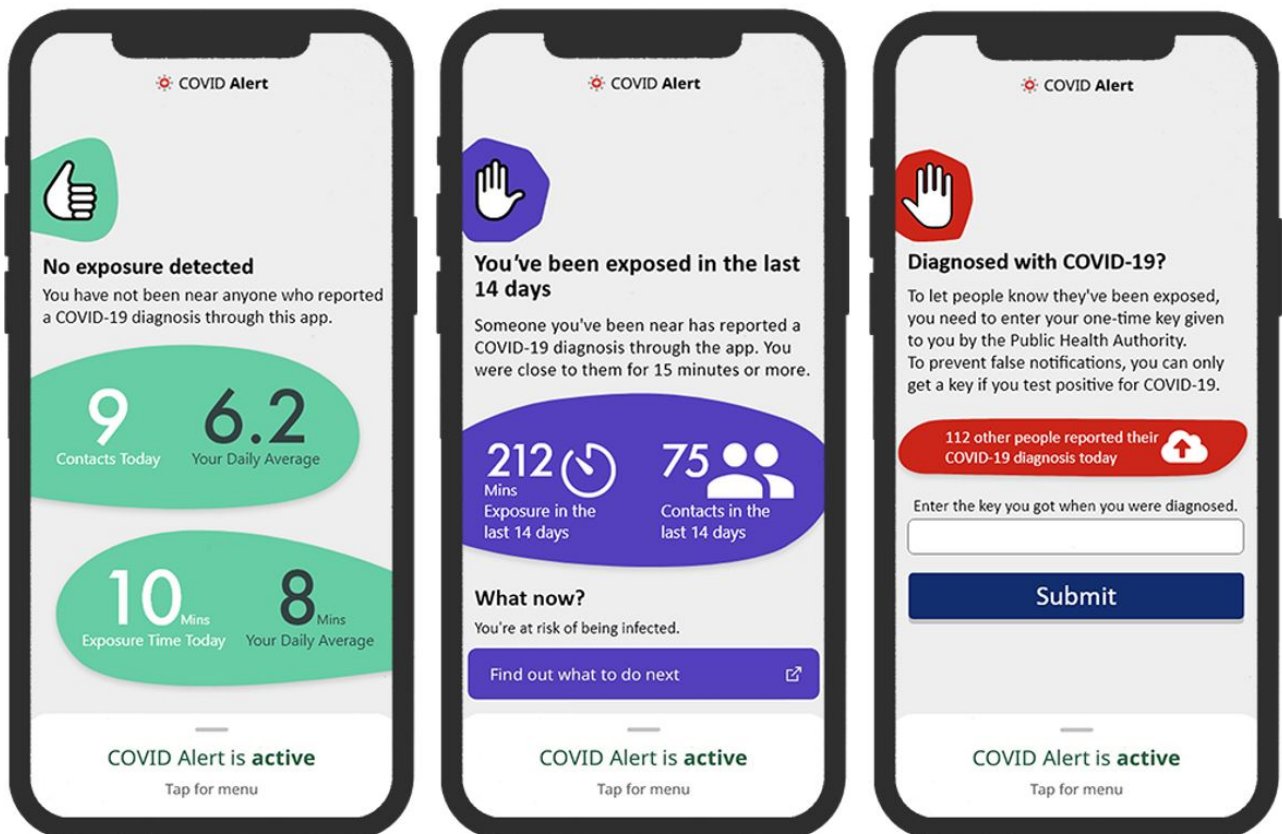 COVID Alert
No exposure detected
You have not been near anyone who reported
a COVID-19 diagnosis through this app.
9
Contacts Today
6.2
Your Daily Average
10 Mins
Exposure Time Today
8 Mins
Your Daily Average
COVID Alert is active
Tap for menu
COVID Alert
You've been exposed in the last
14 days
Someone you've been near has reported a
COVID-19 diagnosis through the app. You
were close to them for 15 minutes or more.
212
Mins
Exposure in the
last 14 days
75
Contacts in the
last 14 days
What now?
You're at risk of being infected.
Find out what to do next
COVID Alert is active
Tap for menu
COVID Alert
Diagnosed with COVID-19?
To let people know they've been exposed,
you need to enter your one-time key given
to you by the Public Health Authority.
To prevent false notifications, you can only
get a key if you test positive for COVID-19.
112 other people reported their
COVID-19 diagnosis today
Enter the key you got when you were diagnosed.
Submit
COVID Alert is active
Tap for menu